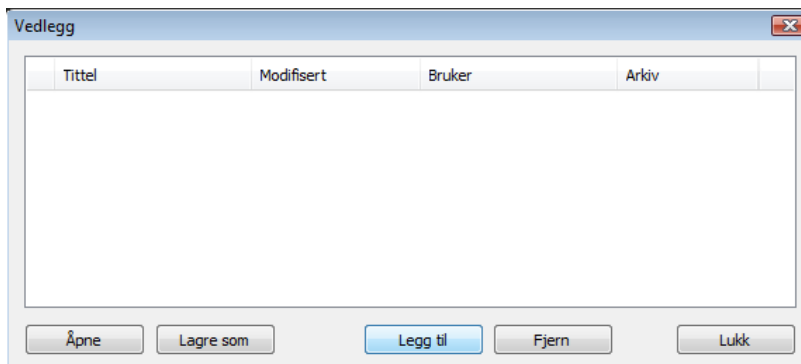 Vedlegg
Tittel Modifisert Bruker Arkiv
Åpne Lagre som Legg til Fjern Lukk